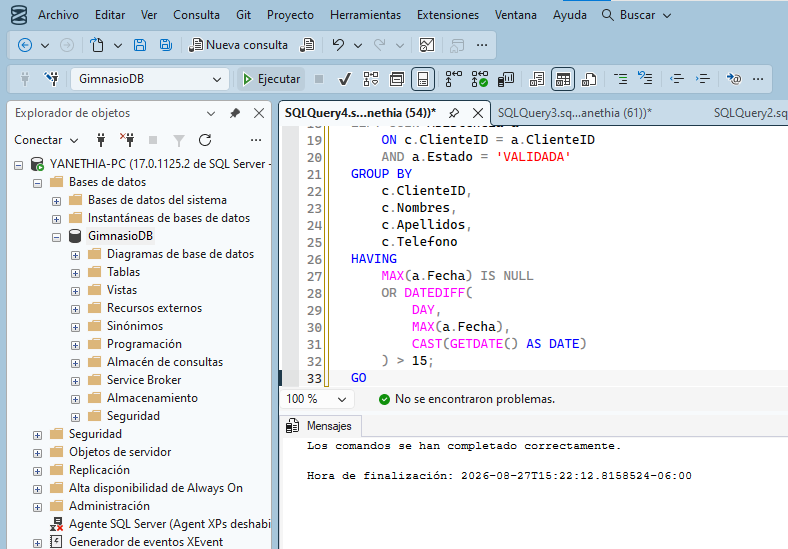 Archivo Editar Ver Consulta Git Proyecto Herramientas Extensiones Ventana Ayuda Buscar
Nueva consulta
GimnasioDB Ejecutar
Explorador de objetos
Conectar
YANETHIA-PC (17.0.1125.2 de SQL Server -
Bases de datos
Bases de datos del sistema
Instantáneas de bases de datos
GimnasioDB
Diagramas de base de datos
Tablas
Vistas
Recursos externos
Sinónimos
Programación
Almacén de consultas
Service Broker
Almacenamiento
Seguridad
Seguridad
Objetos de servidor
Replicación
Alta disponibilidad de Always On
Administración
Agente SQL Server (Agent XPs deshabi
Generador de eventos XEvent
SQLQuery4.s...nethia (54))* SQLQuery3.sq...anethia (61))* SQLQuery2.sq
19 ON c.ClienteID = a.ClienteID
20 AND a.Estado = 'VALIDADA'
21 GROUP BY
22 c.ClienteID,
23 c.Nombres,
24 c.Apellidos,
25 c.Telefono
26 HAVING
27 MAX(a.Fecha) IS NULL
28 OR DATEDIFF(
29 DAY,
30 MAX(a.Fecha),
31 CAST(GETDATE() AS DATE)
32 ) > 15;
33 GO
100 % No se encontraron problemas.
Mensajes
Los comandos se han completado correctamente.
Hora de finalización: 2026-08-27T15:22:12.8158524-06:00